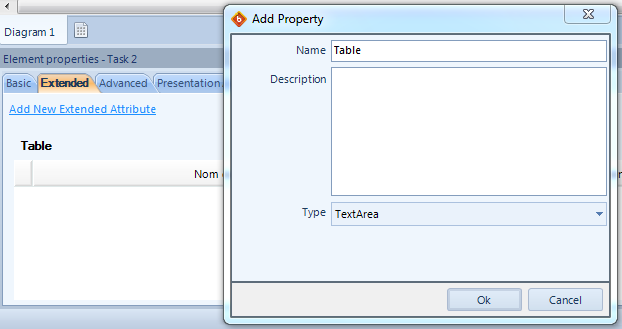 Diagram 1
Element properties - Task 2
Basic Extended Advanced Presentation
Add New Extended Attribute
Table
Nom
b Add Property
Name Table
Description
Type TextArea
Ok Cancel